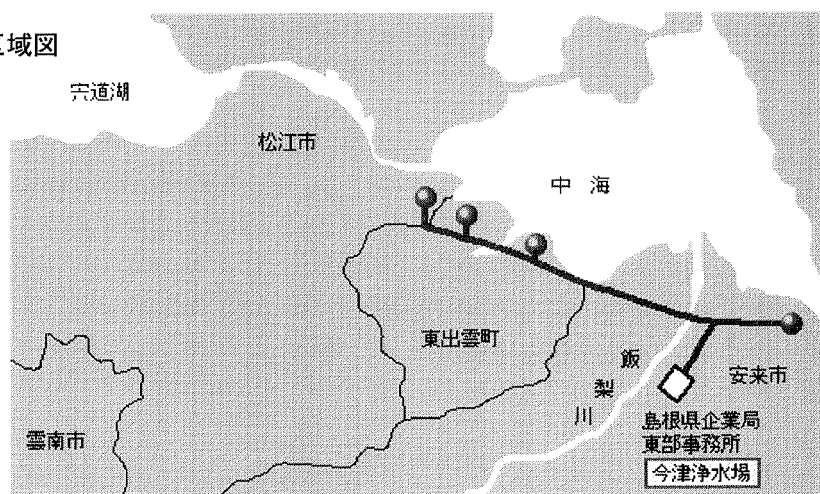 区域図
宍道湖
松江市
中 海
東出雲町
飯梨川
安来市
雲南市
島根県企業局
東部事務所
今津浄水場